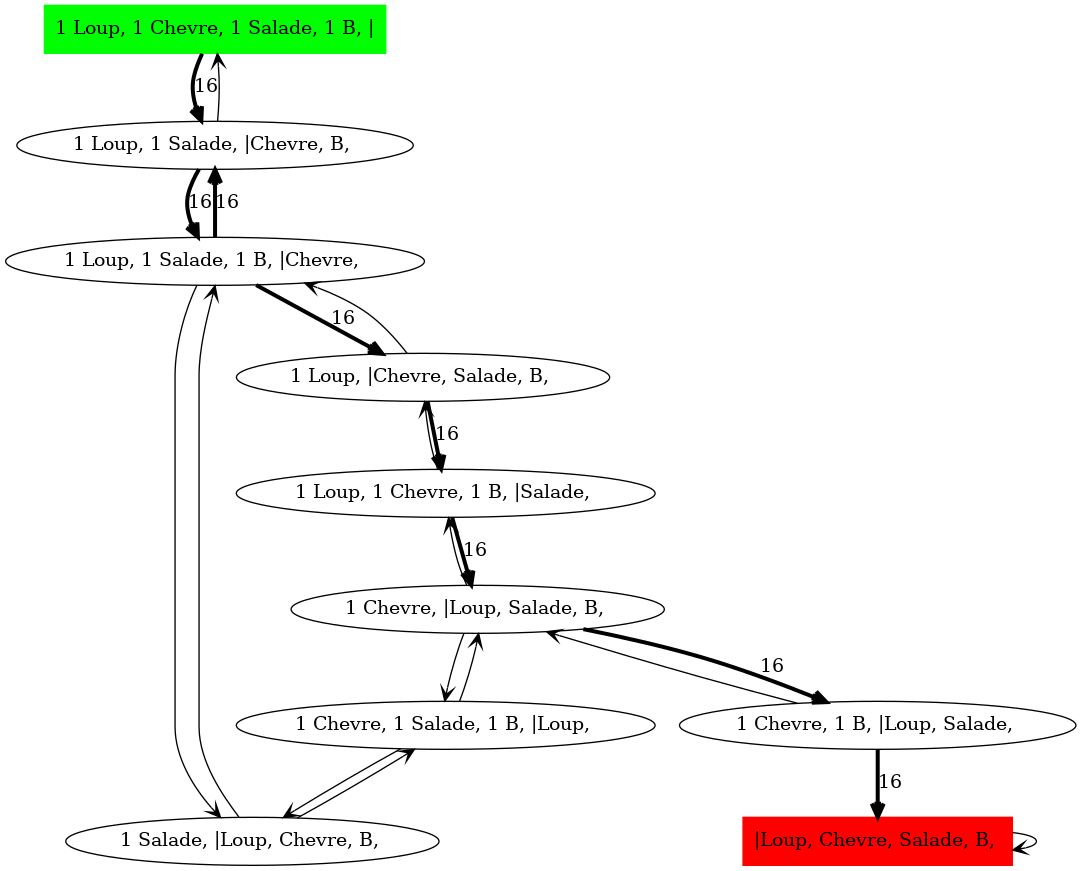 1 Loup, 1 Chevre, 1 Salade, 1 B, |
16
1 Loup, 1 Salade, |Chevre, B,
16
16
1 Loup, 1 Salade, 1 B, |Chevre,
16
1 Loup, |Chevre, Salade, B,
16
1 Loup, 1 Chevre, 1 B, |Salade,
16
1 Chevre, |Loup, Salade, B,
16
1 Chevre, 1 Salade, 1 B, |Loup,
1 Chevre, 1 B, |Loup, Salade,
16
1 Salade, |Loup, Chevre, B,
|Loup, Chevre, Salade, B,